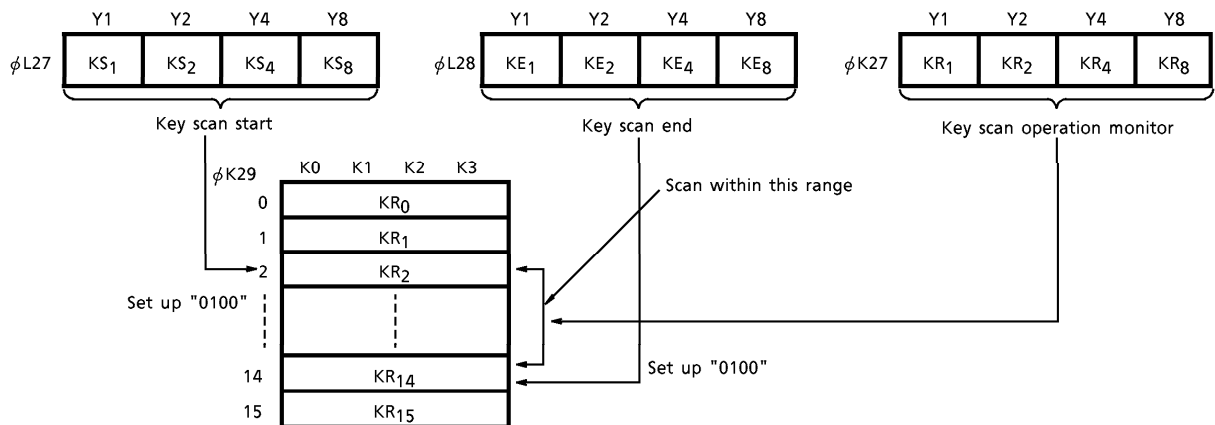 Y1 Y2 Y4 Y8 Y1 Y2 Y4 Y8 Y1 Y2 Y4 Y8
ϕL27 KS1 KS2 KS4 KS8 ϕL28 KE1 KE2 KE4 KE8 ϕK27 KR1 KR2 KR4 KR8
Key scan start Key scan end Key scan operation monitor
ϕK29 K0 K1 K2 K3
Scan within this range
0 KR0
1 KR1
2 KR2
Set up "0100"
14 KR14 Set up "0100"
15 KR15